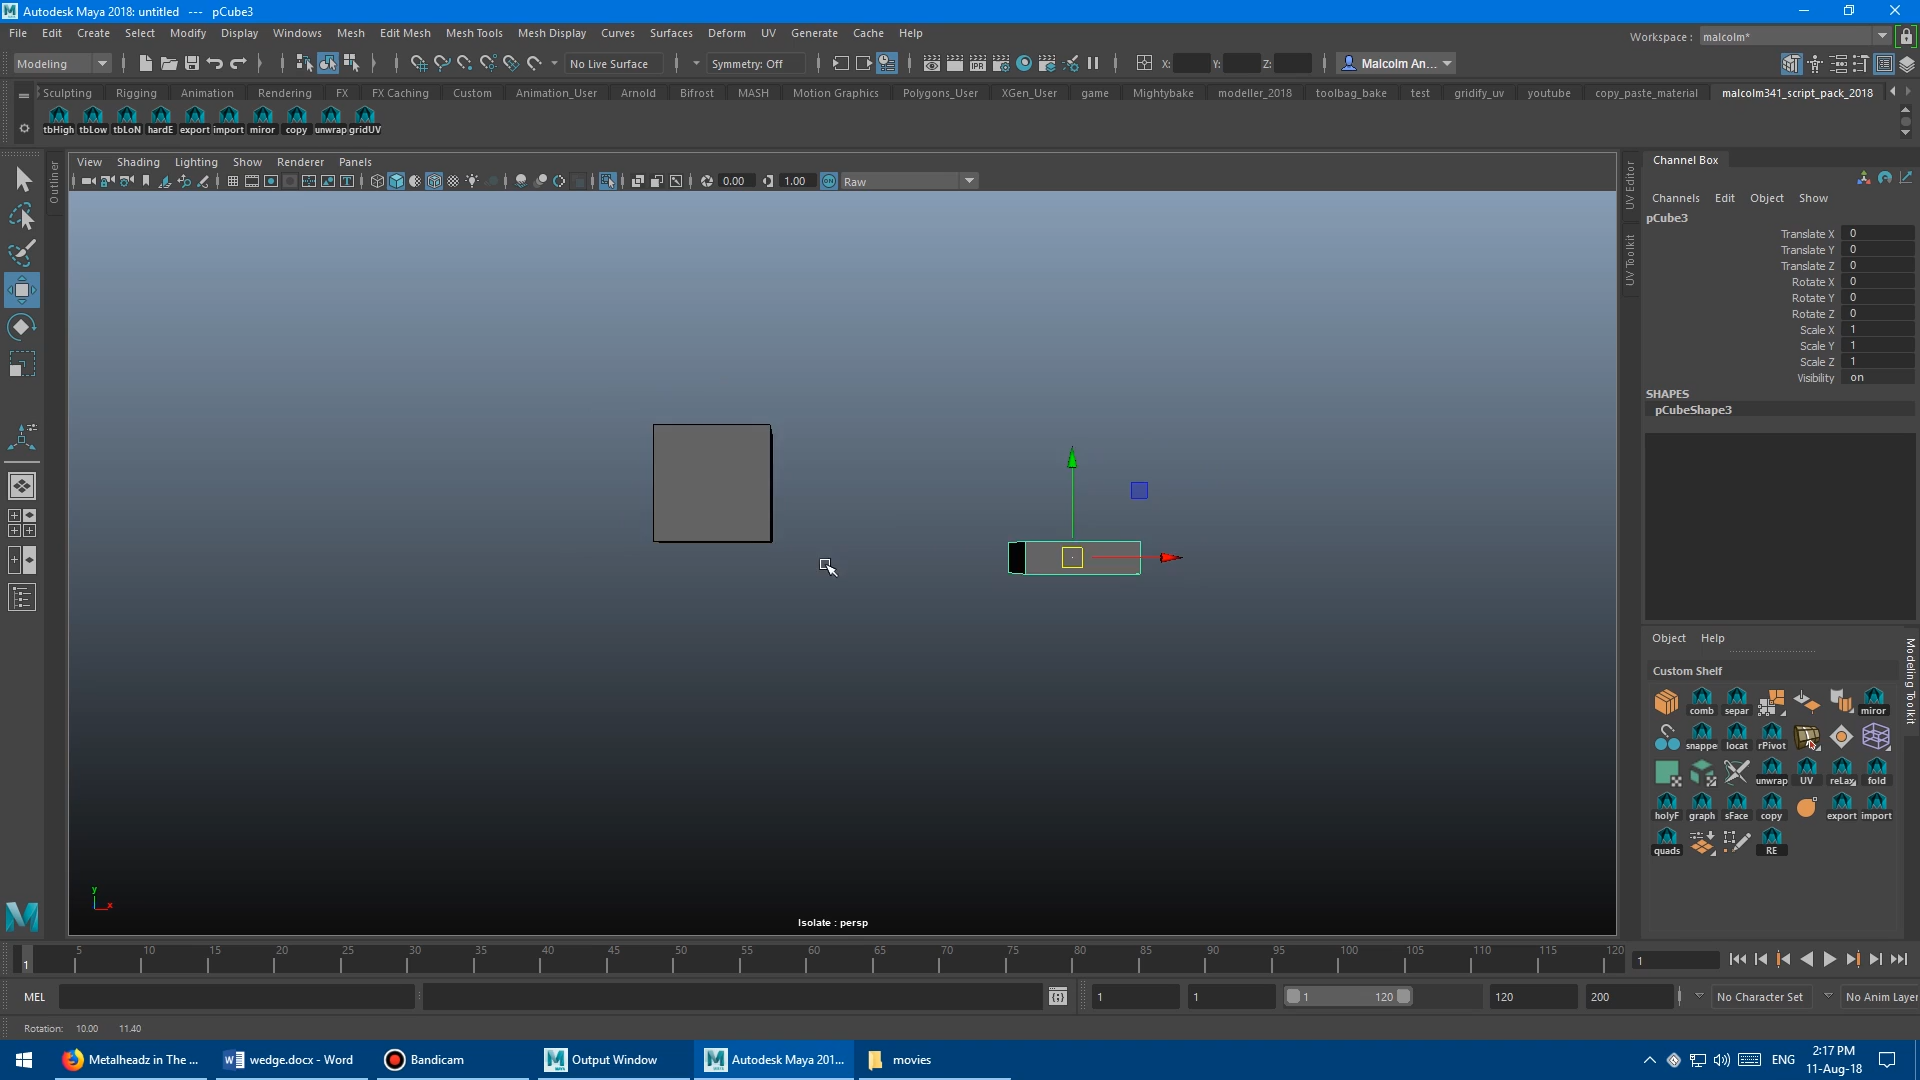 Autodesk Maya 2018: untitled --- pCube3
File Edit Create Select Modify Display Windows Mesh Edit Mesh Mesh Tools Mesh Display Curves Surfaces Deform UV Generate Cache Help
Workspace : malcolm*
Modeling No Live Surface Symmetry: Off X: Y: Z: Malcolm An...
Sculpting Rigging Animation Rendering FX FX Caching Custom Animation_User Arnold Bifrost MASH Motion Graphics Polygons_User XGen_User game Mightybake modeller_2018 toolbag_bake test gridify_uv youtube copy_paste_material malcolm341_script_pack_2018
tbHigh tbLow tbLoN hardE export import miror copy unwrap gridUV
Outliner
View Shading Lighting Show Renderer Panels
0.00 1.00 ON Raw
UV Editor
UV Toolkit
Channel Box
Channels Edit Object Show
pCube3
Translate X 0
Translate Y 0
Translate Z 0
Rotate X 0
Rotate Y 0
Rotate Z 0
Scale X 1
Scale Y 1
Scale Z 1
Visibility on
SHAPES
pCubeShape3
Object Help
Custom Shelf
Modeling Toolkit
comb separ miror
snappe locat rPivot
unwrap UV reLax fold
holyF graph sFace copy export import
quads RE
y
x
Isolate : persp
5 10 15 20 25 30 35 40 45 50 55 60 65 70 75 80 85 90 95 100 105 110 115 120
1 1
MEL 1 1 1 120 120 200 No Character Set No Anim Layer
Rotation: 10.00 11.40
Metalheadz in The ... wedge.docx - Word Bandicam Output Window Autodesk Maya 201... movies ENG 2:17 PM
11-Aug-18